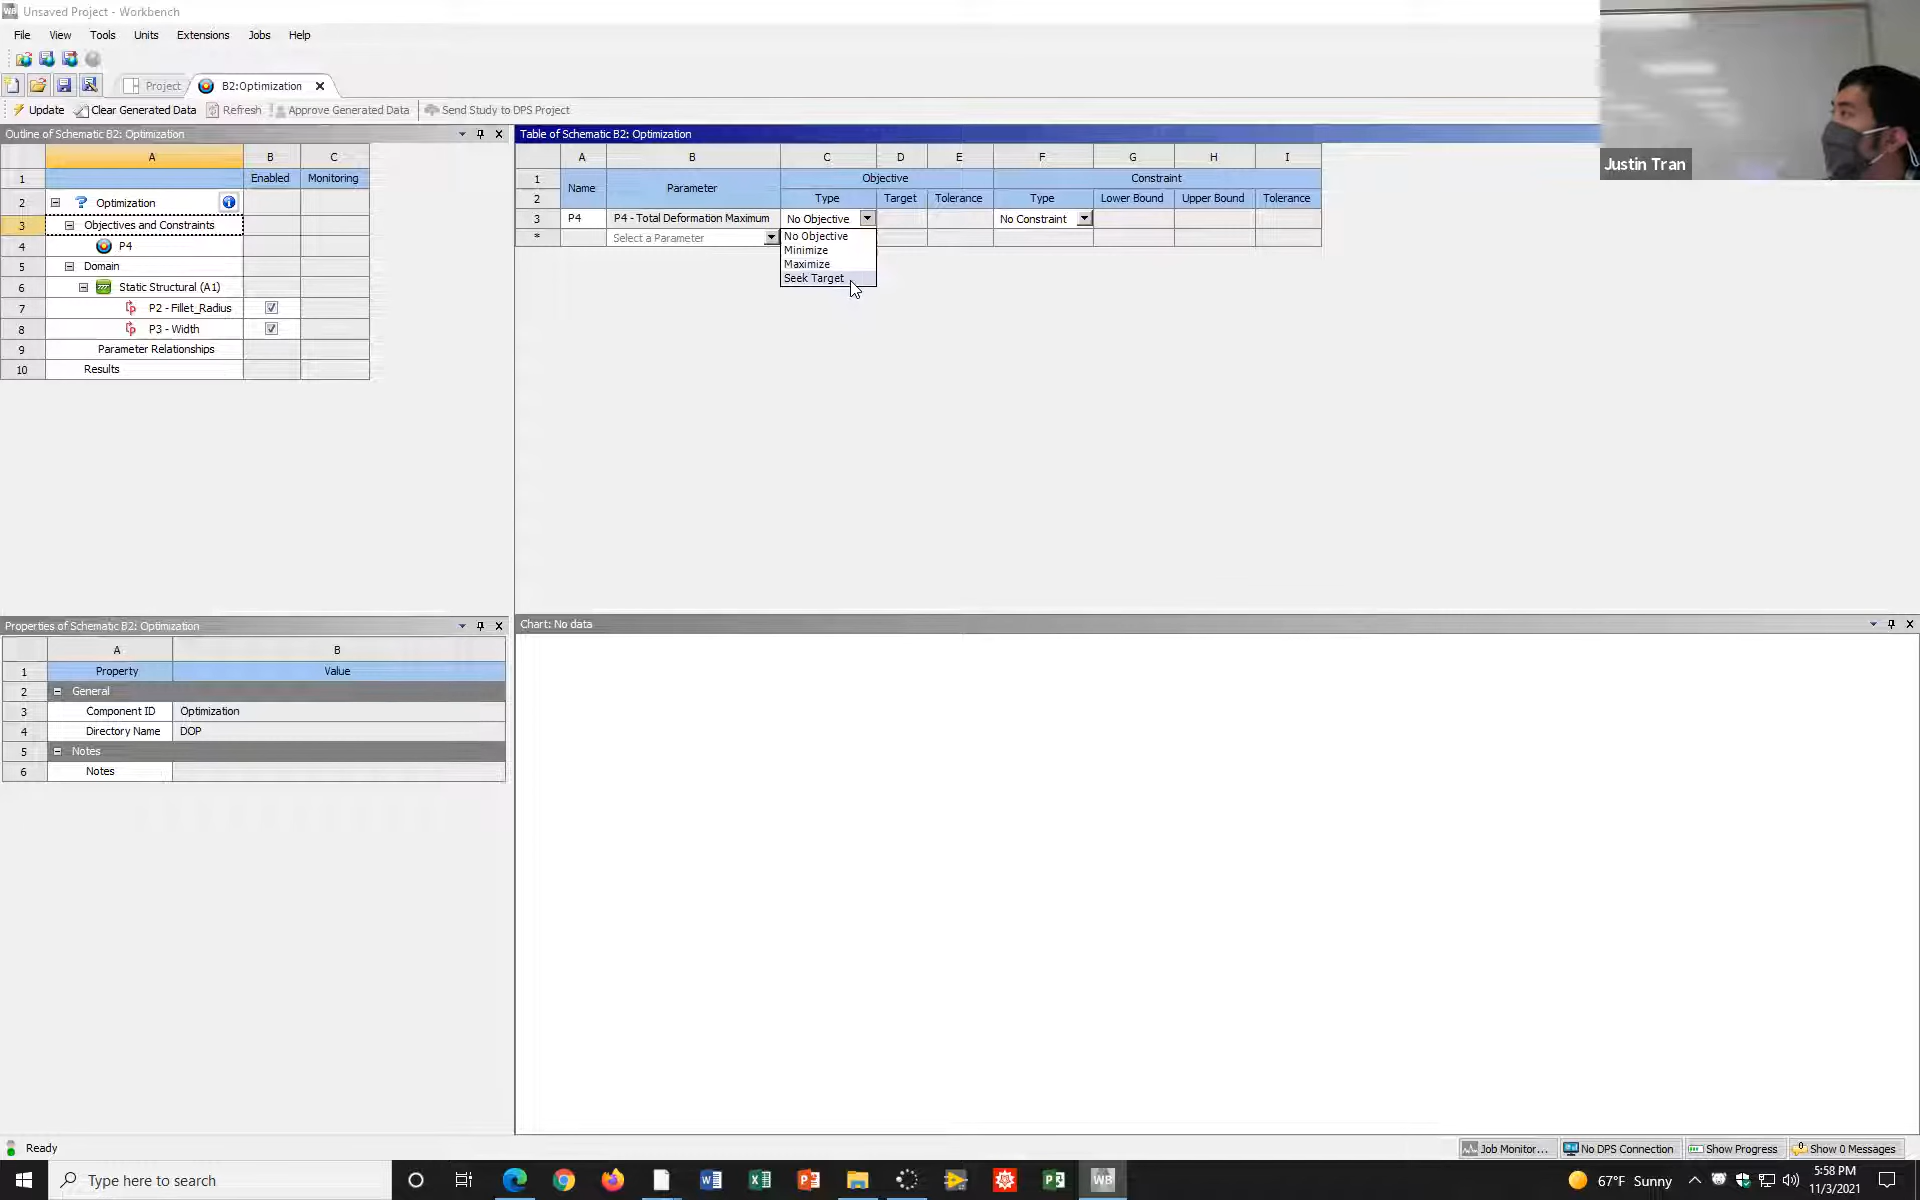 Unsaved Project - Workbench
File View Tools Units Extensions Jobs Help
Project B2:Optimization
Update Clear Generated Data Refresh Approve Generated Data Send Study to DPS Project
Justin Tran
Outline of Schematic B2: Optimization
A B C
1 Enabled Monitoring
2 Optimization
3 Objectives and Constraints
4 P4
5 Domain
6 Static Structural (A1)
7 P2 - Fillet_Radius
8 P3 - Width
9 Parameter Relationships
10 Results
Table of Schematic B2: Optimization
A B C D E F G H I
1 Name Parameter Objective Constraint
2 Type Target Tolerance Type Lower Bound Upper Bound Tolerance
3 P4 P4 - Total Deformation Maximum No Objective No Constraint
* Select a Parameter
No Objective
Minimize
Maximize
Seek Target
Properties of Schematic B2: Optimization
A B
1 Property Value
2 General
3 Component ID Optimization
4 Directory Name DOP
5 Notes
6 Notes
Chart: No data
Ready
Job Monitor... No DPS Connection Show Progress Show 0 Messages
Type here to search
67°F Sunny
5:58 PM
11/3/2021